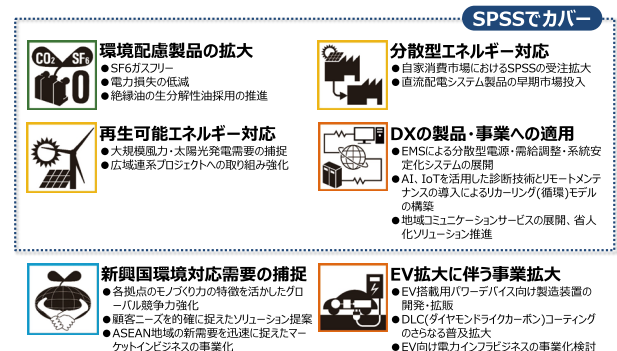 SPSSでカバー
CO₂ SF₆
環境配慮製品の拡大
●SF6ガスフリー
●電力損失の低減
●絶縁油の生分解性油採用の推進
分散型エネルギー対応
●自家消費市場におけるSPSSの受注拡大
●直流配電システム製品の早期市場投入
再生可能エネルギー対応
●大規模風力・太陽光発電需要の捕捉
●広域連系プロジェクトへの取り組み強化
DXの製品・事業への適用
●EMSによる分散型電源・需給調整・系統安
定化システムの展開
●AI、IoTを活用した診断技術とリモートメンテ
ナンスの導入によるリカーリング(循環)モデル
の構築
●地域コミュニケーションサービスの展開、省人
化ソリューション推進
新興国環境対応需要の捕捉
●各拠点のモノづくり力の特徴を活かしたグロ
ーバル競争力強化
●顧客ニーズを的確に捉えたソリューション提案
●ASEAN地域の新需要を迅速に捉えたマー
ケットインビジネスの事業化
EV拡大に伴う事業拡大
●EV搭載用パワーデバイス向け製造装置の
開発・拡販
●DLC(ダイヤモンドライクカーボン)コーティング
のさらなる普及拡大
●EV向け電力インフラビジネスの事業化検討